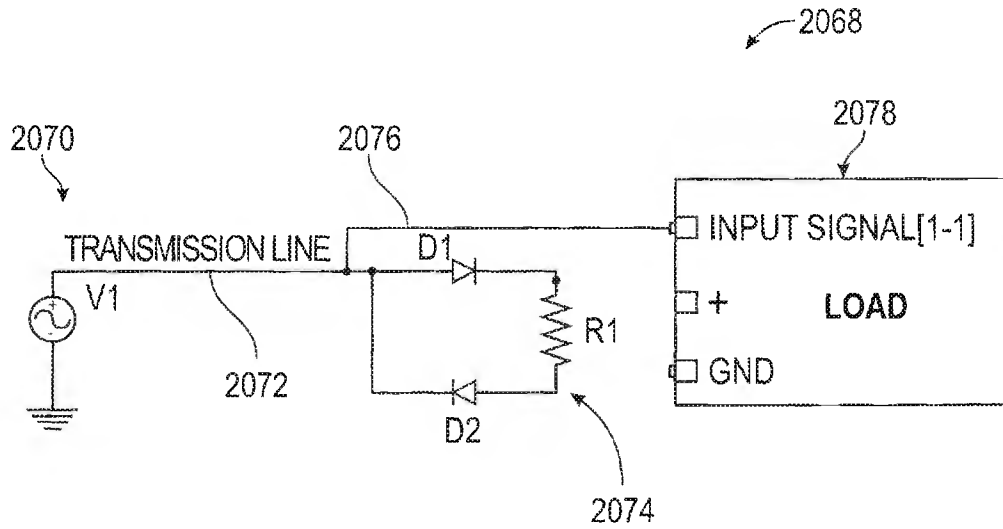 2068
2078
2070
2076
INPUT SIGNAL[1-1]
TRANSMISSION LINE
D1
V1
+
LOAD
R1
2072
GND
D2
2074